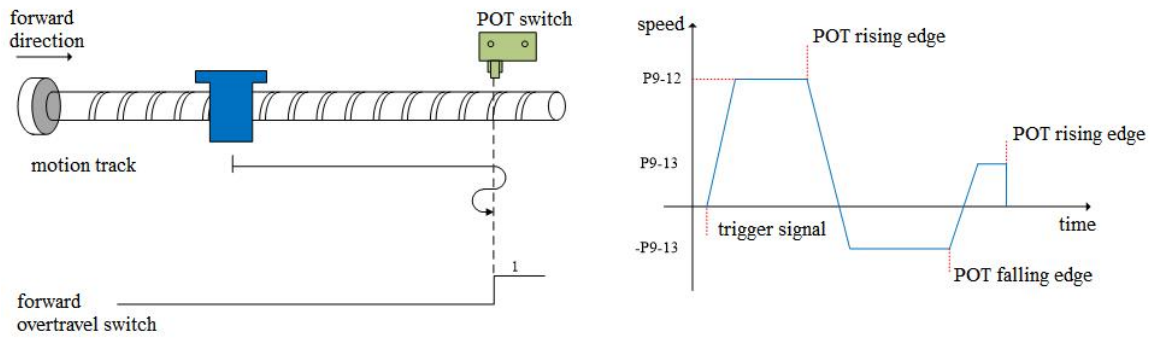 forward
direction
POT switch
motion track
1
forward
overtravel switch
speed
POT rising edge
P9-12
POT rising edge
P9-13
time
trigger signal
-P9-13
POT falling edge